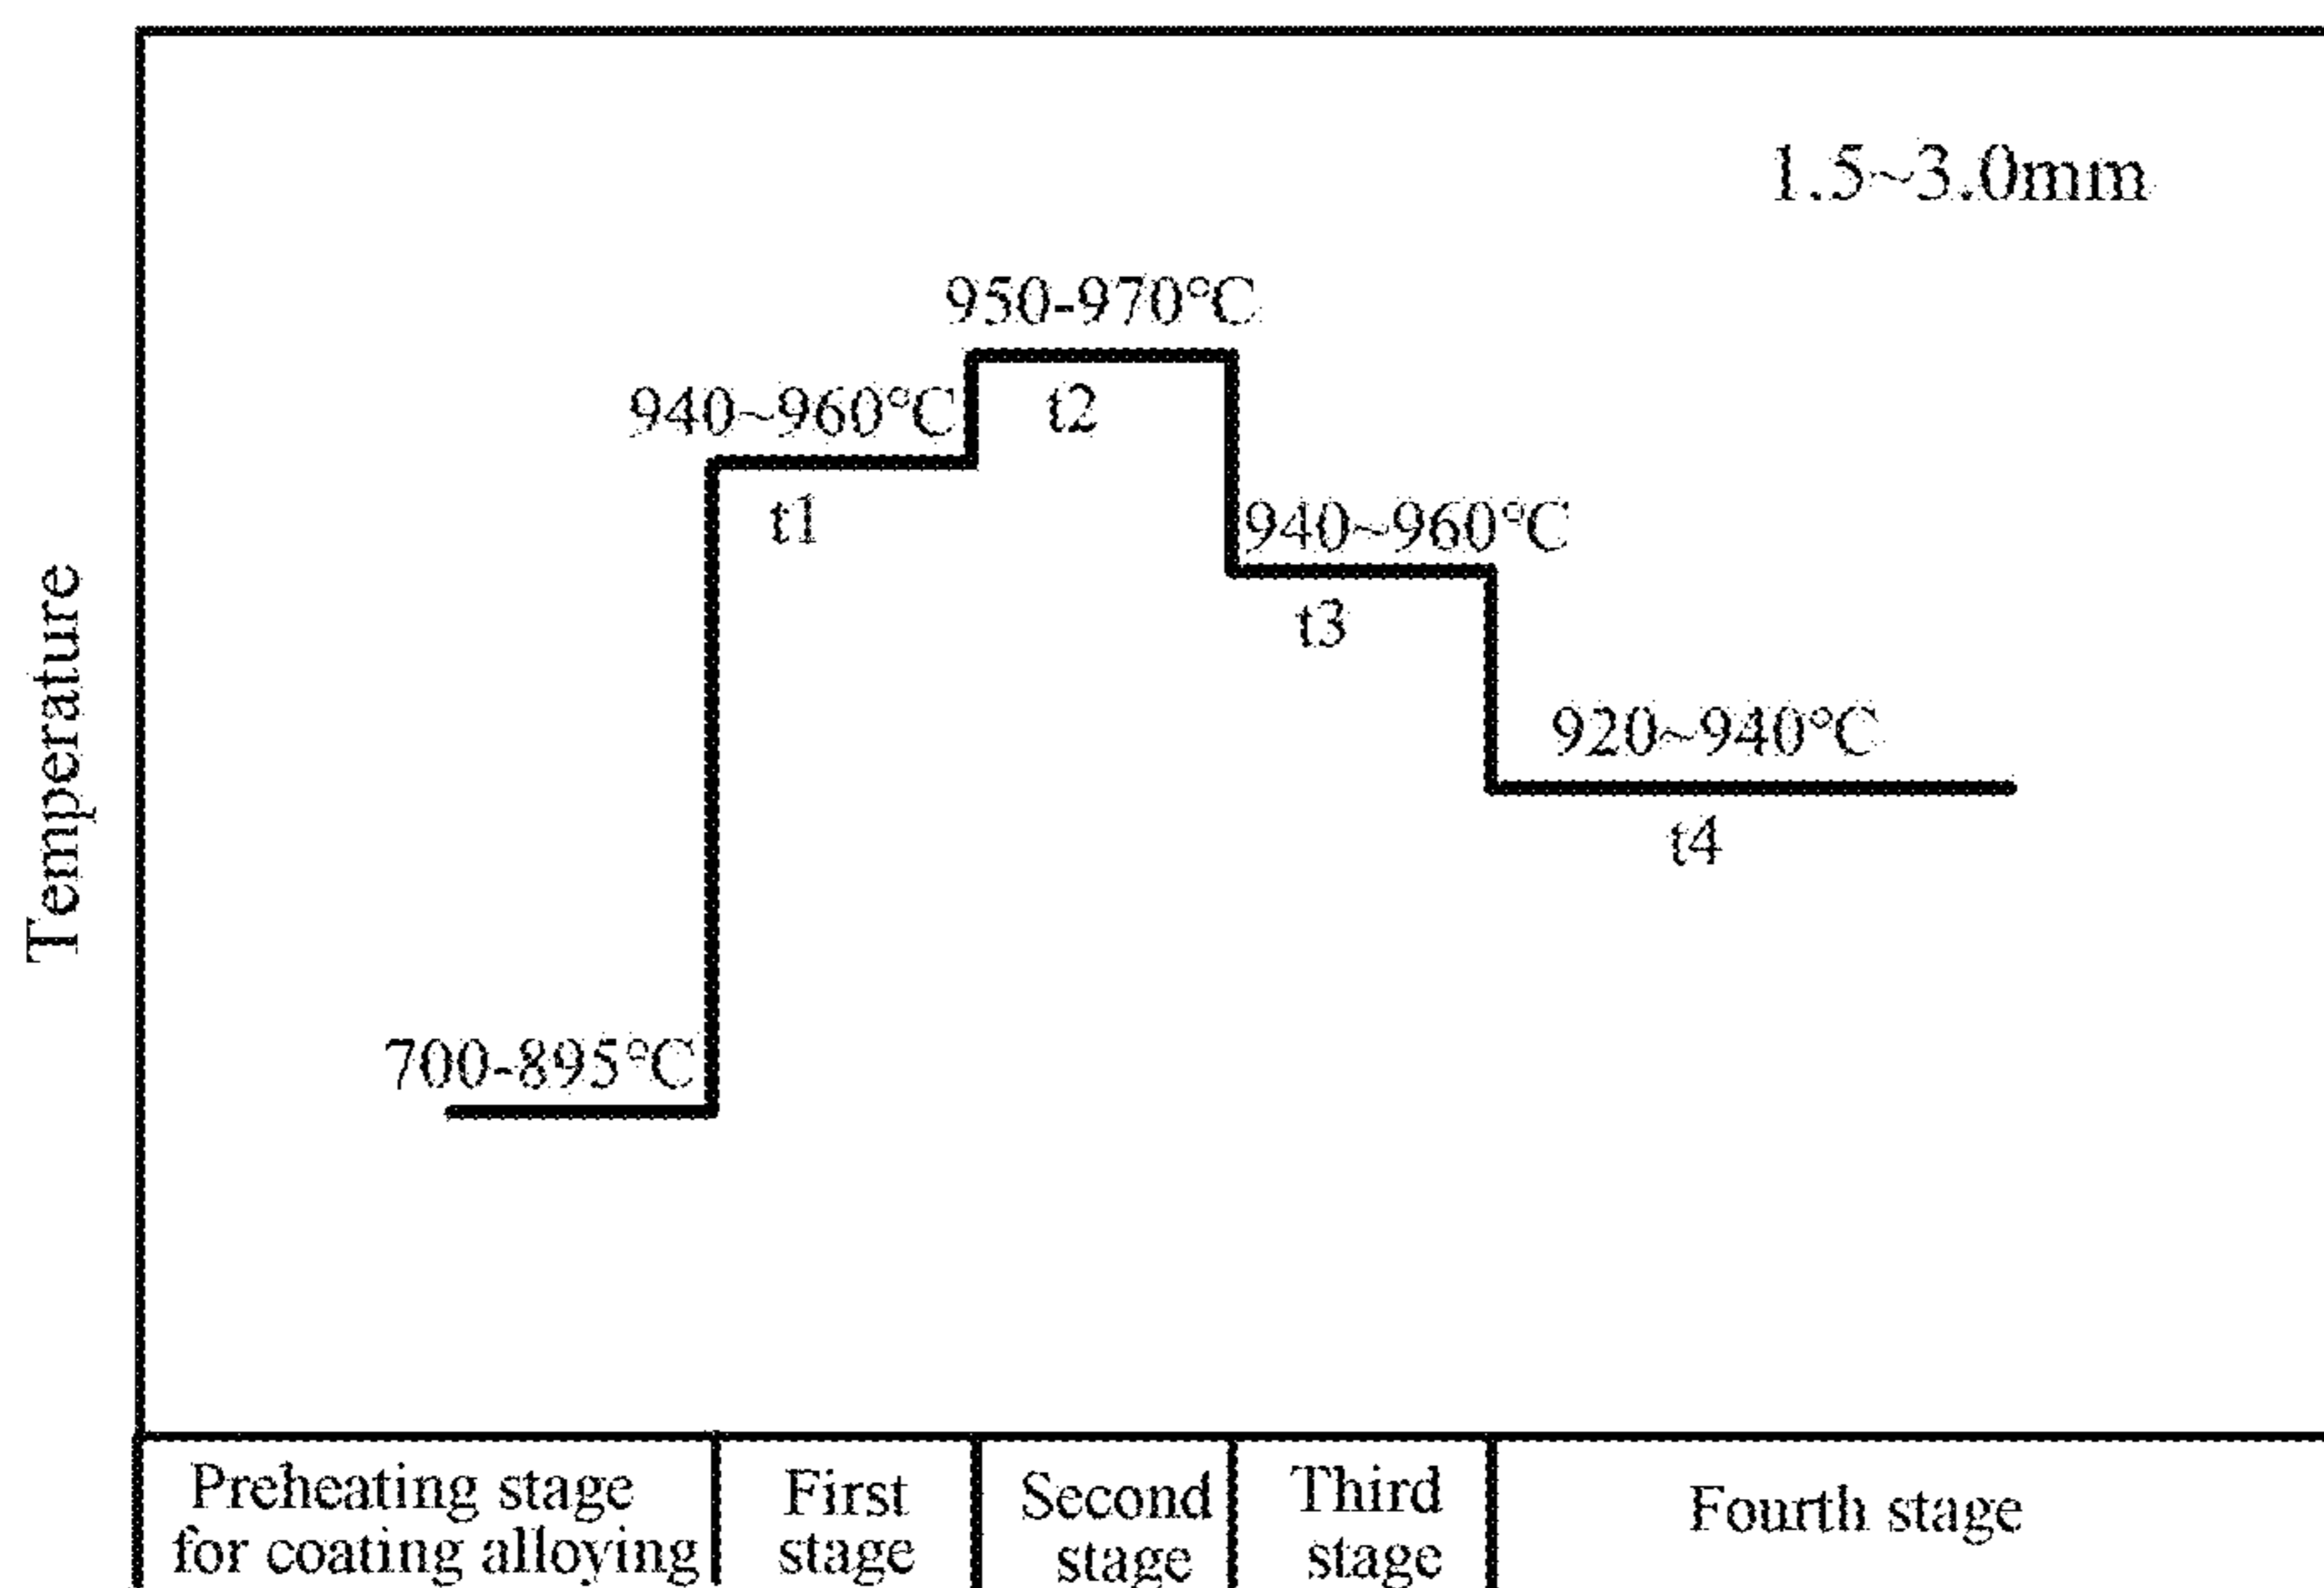 1.5~3.0mm
950-970°C
940~960°C
t2
t1
940~960°C
t3
Temperature
920~940°C
t4
700-895°C
Preheating stage
for coating alloying
First
stage
Second
stage
Third
stage
Fourth stage